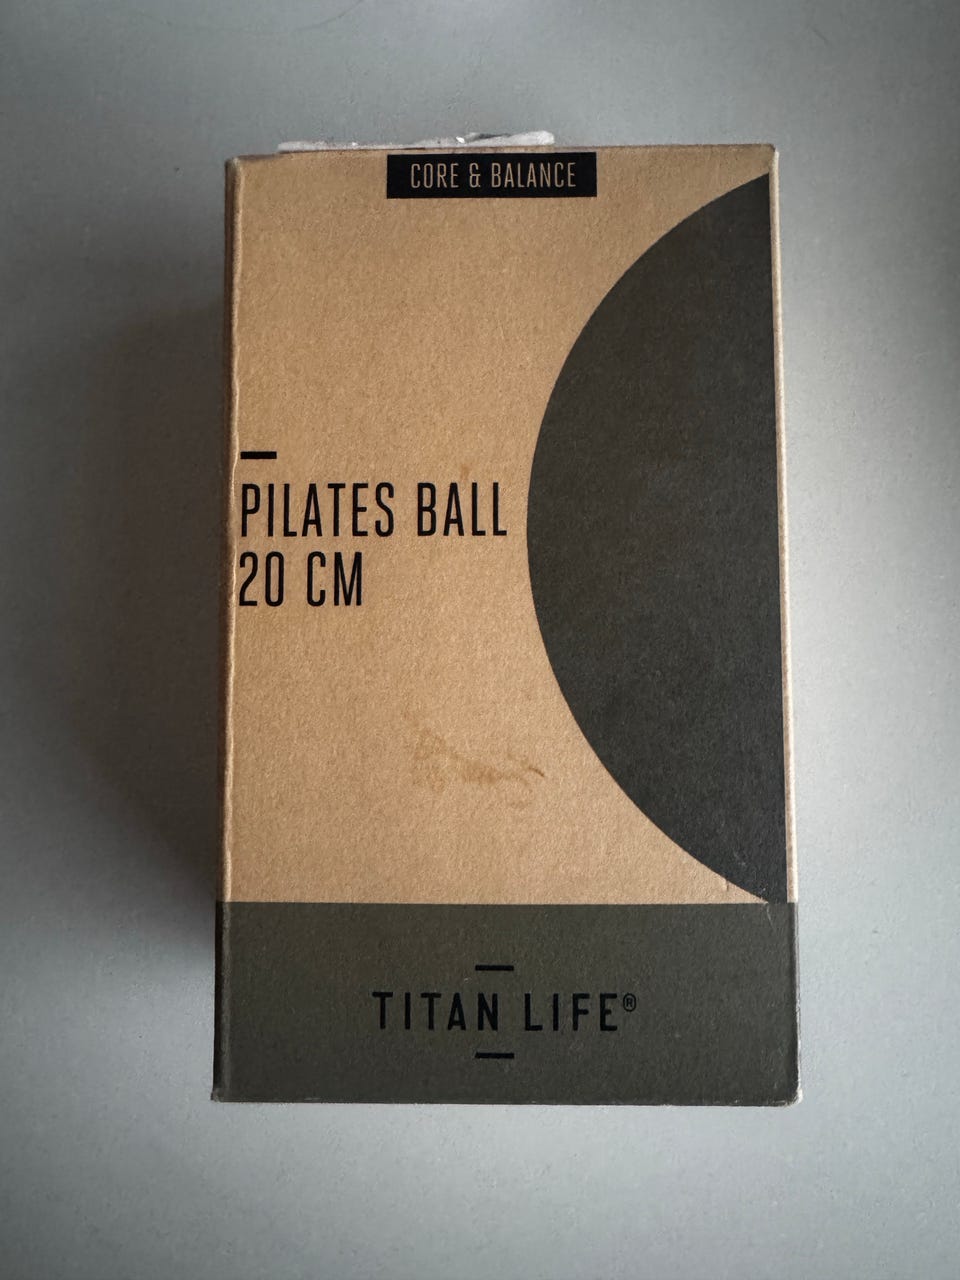 CORE & BALANCE
PILATES BALL
20 CM
TITAN LIFE®